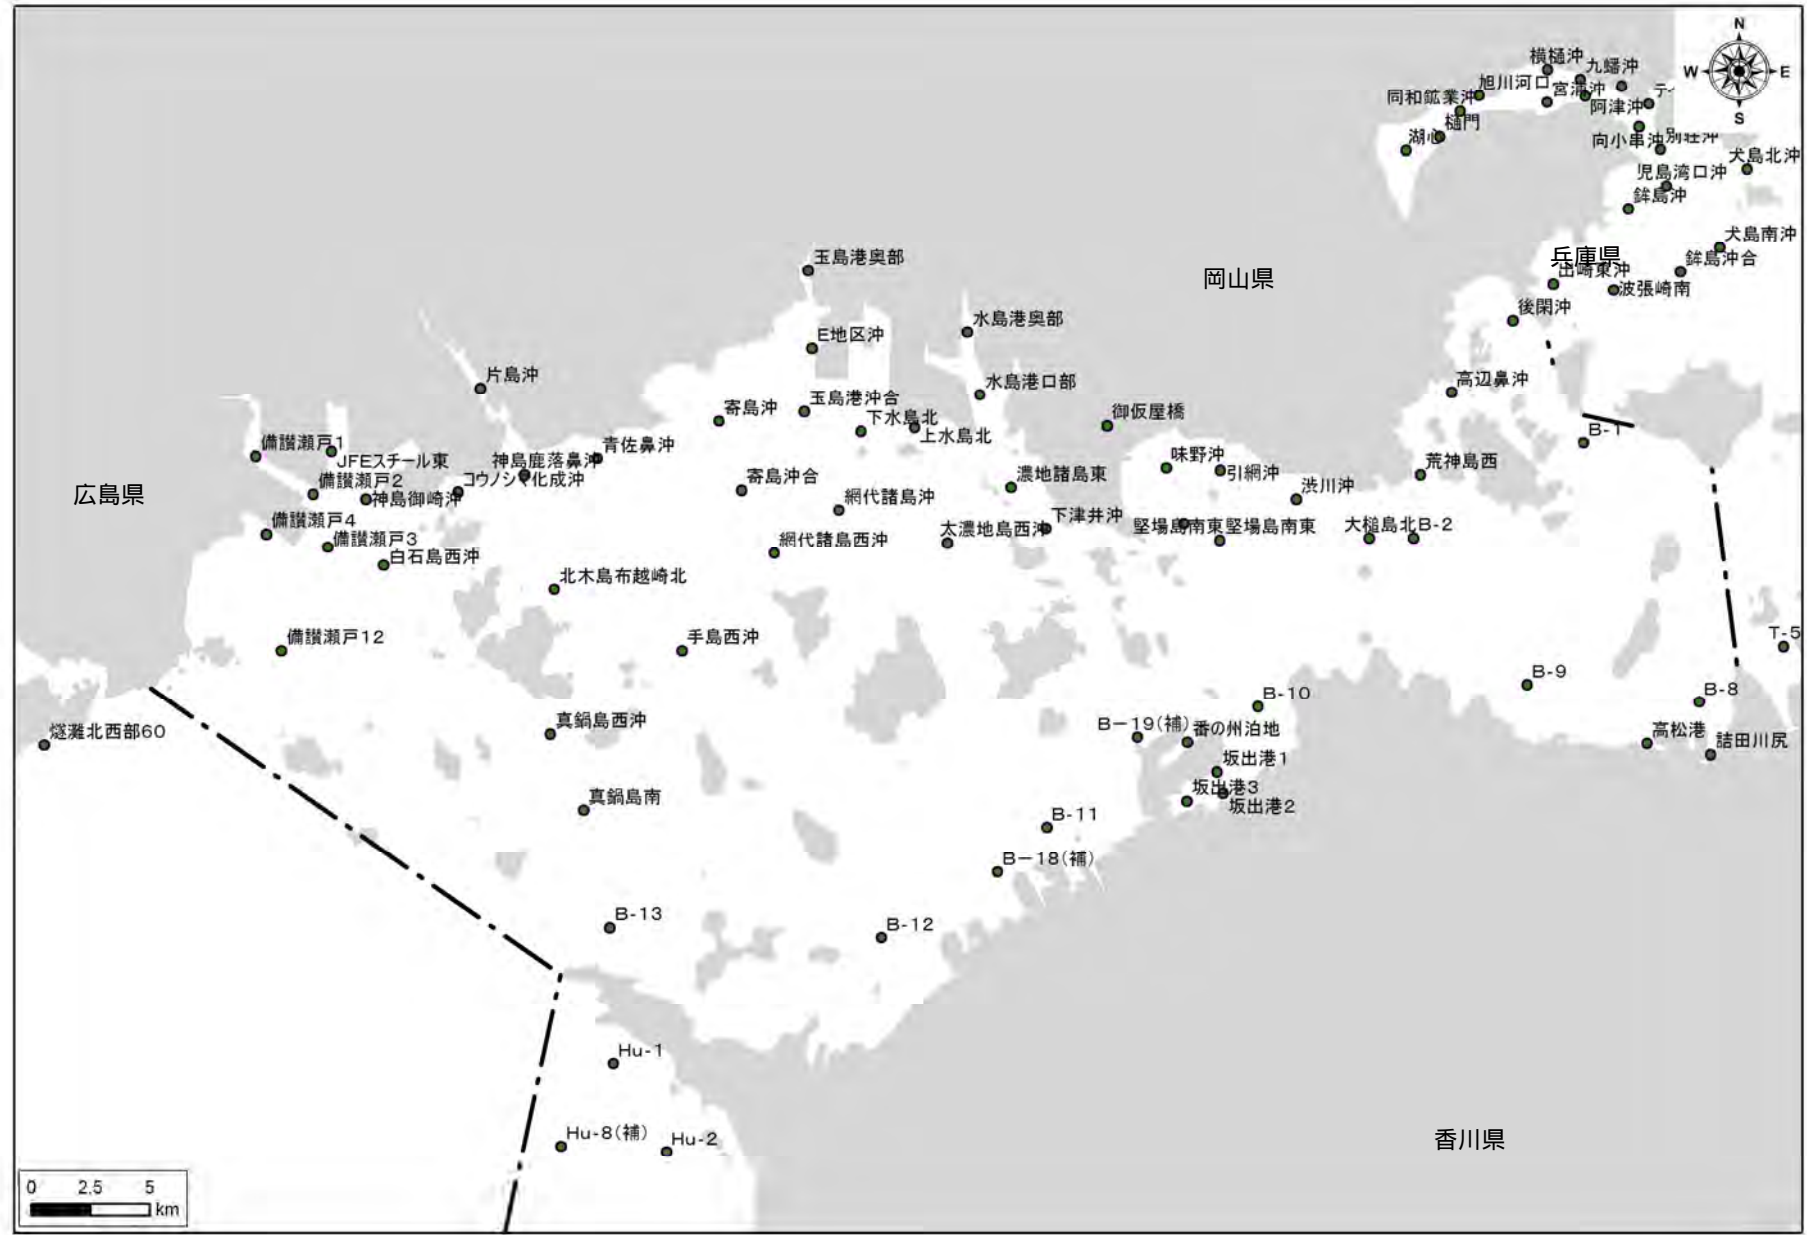 N
W
E
S
横樋沖
九蟠沖
旭川河口
宮浦沖
同和鉱業沖
阿津沖
樋門
湖心
向小串沖
別荘沖
犬島北沖
児島湾口沖
鉾島沖
犬島南沖
兵庫県
鉾島沖合
出崎東沖
波張崎南
後閑沖
岡山県
玉島港奥部
水島港奥部
E地区沖
片島沖
高辺鼻沖
水島港口部
玉島港沖合
寄島沖
下水島北
上水島北
御仮屋橋
B-1
備讃瀬戸1
JFEスチール東
青佐鼻沖
神島鹿落鼻沖
味野沖
引網沖
荒神島西
備讃瀬戸2
コウノシマ化成沖
寄島沖合
濃地諸島東
渋川沖
広島県
神島御崎沖
網代諸島沖
下津井沖
備讃瀬戸4
太濃地島西沖
堅場島南東
堅場島南東
大槌島北
B-2
備讃瀬戸3
網代諸島西沖
白石島西沖
北木島布越崎北
備讃瀬戸12
手島西沖
T-5
B-9
B-10
B-8
真鍋島西沖
B－19(補)
番の州泊地
燧灘北西部60
高松港
詰田川尻
坂出港1
坂出港3
坂出港2
真鍋島南
B-11
B－18(補)
B-13
B-12
Hu-1
Hu-8(補)
Hu-2
香川県
0 2.5 5
km